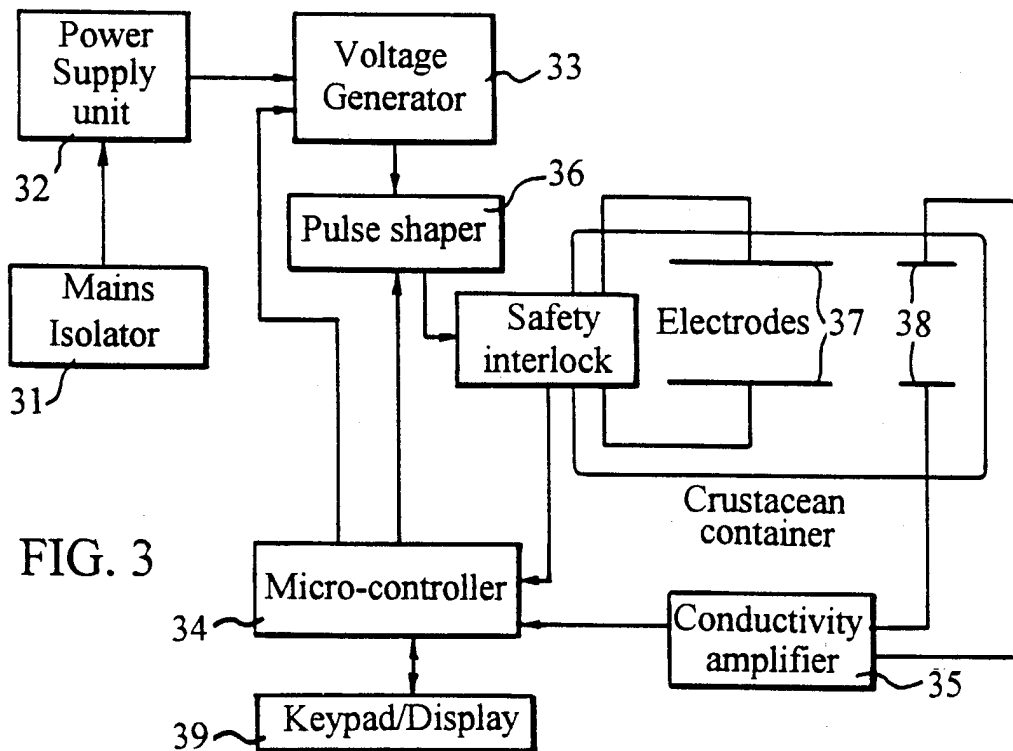 Power
Supply
unit
32
Voltage
Generator
33
36
Pulse shaper
Mains
Isolator
31
Safety
interlock
Electrodes
37
38
Crustacean
container
FIG. 3
Micro-controller
34
Conductivity
amplifier
35
Keypad/Display
39